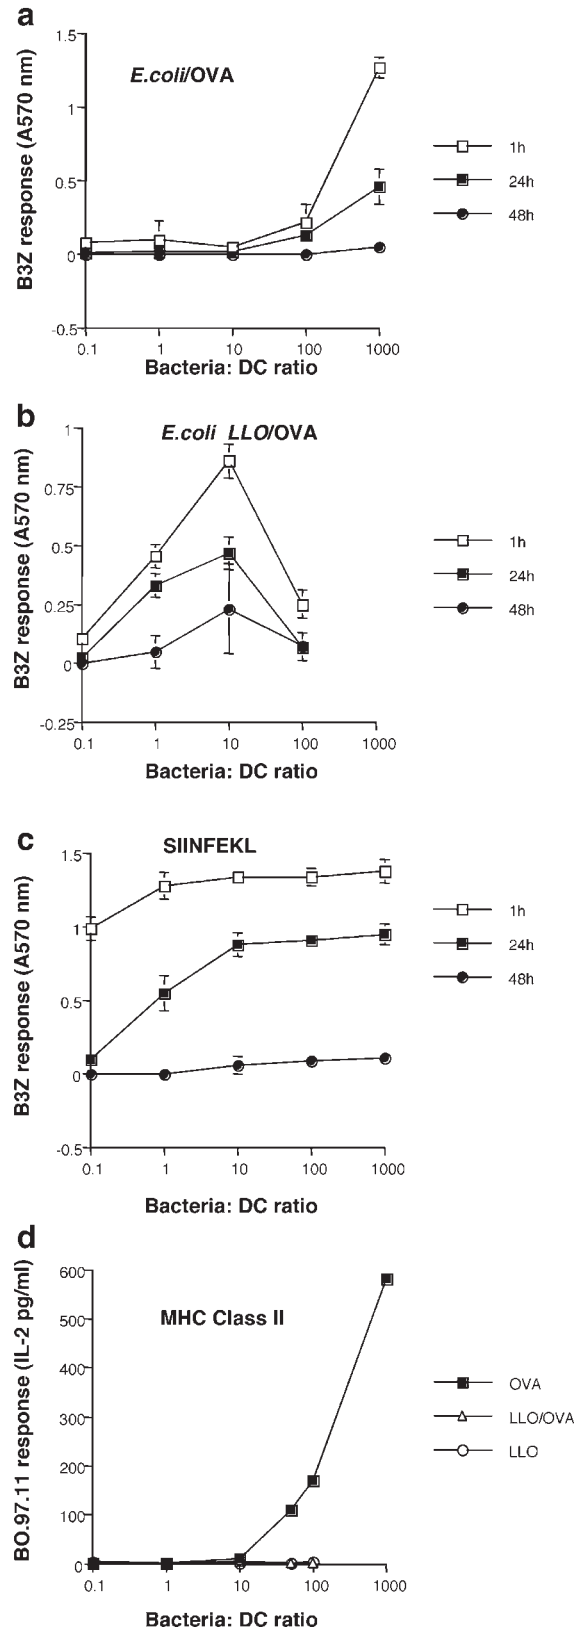 a
E.coli/OVA
B3Z response (A570 nm)
1.5
1
0.5
0
-0.5
0.1 1 10 100 1000
Bacteria: DC ratio
1h
24h
48h
b
E.coli LLO/OVA
B3Z response (A570 nm)
1
0.75
0.5
0.25
0
-0.25
0.1 1 10 100 1000
Bacteria: DC ratio
1h
24h
48h
c
SIINFEKL
B3Z response (A570 nm)
1.5
1
0.5
0
-0.5
0.1 1 10 100 1000
Bacteria: DC ratio
1h
24h
48h
d
MHC Class II
BO.97.11 response (IL-2 pg/ml)
600
500
400
300
200
100
0
0.1 1 10 100 1000
Bacteria: DC ratio
OVA
LLO/OVA
LLO